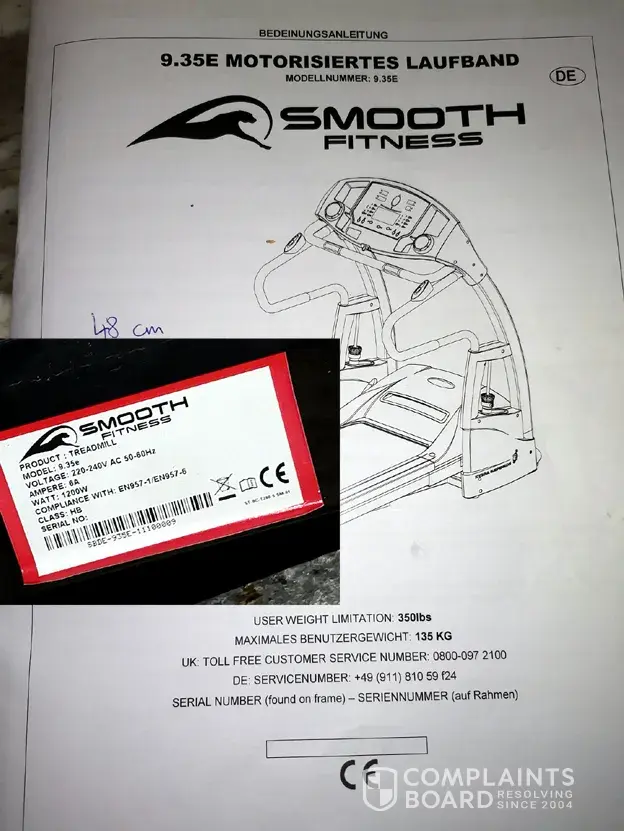 BEDEINUNGSANLEITUNG
9.35E MOTORISIERTES LAUFBAND
MODELLNUMMER: 9.35E
DE
SMOOTH
FITNESS
48 cm
SMOOTH
FITNESS
PRODUCT : TREADMILL
MODEL: 9.35e
VOLTAGE: 220-240V AC 50-60Hz
AMPERE: 6A
WATT: 1200W
COMPLIANCE WITH: EN957-1/EN957-6
CLASS: HB
SERIAL NO:
SBDE-935E-11100009
CE
USER WEIGHT LIMITATION: 350lbs
MAXIMALES BENUTZERGEWICHT: 135 KG
UK: TOLL FREE CUSTOMER SERVICE NUMBER: 0800-097 2100
DE: SERVICENUMBER: +49 (911) 810 59 f24
SERIAL NUMBER (found on frame) – SERIENNUMMER (auf Rahmen)
CE
COMPLAINTS
BOARD RESOLVING
SINCE 2004